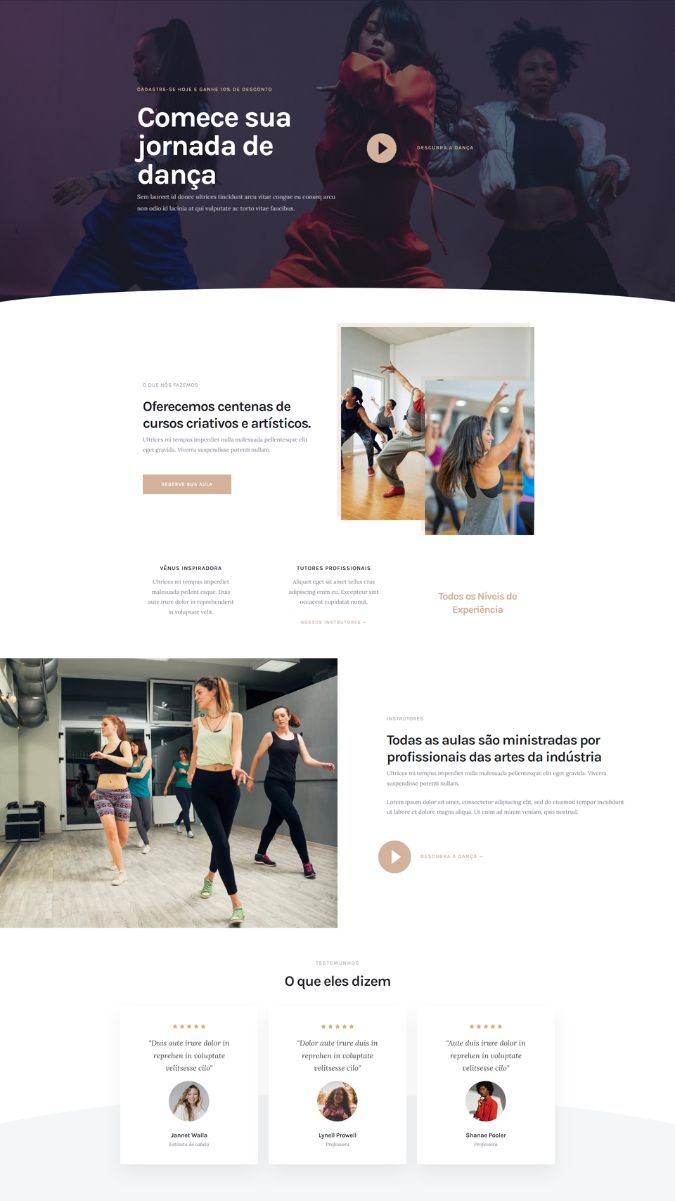 CADASTRE-SE HOJE E GANHE 10% DE DESCONTO
Comece sua
jornada de
dança
DESCUBRA A DANÇA
Sem laoreet id donec ultrices tincidunt arcu vitae congue eu conseq arcu
non odio id lacinia at qui vulputate ac torto vitae faucibus.
O QUE NÓS FAZEMOS
Oferecemos centenas de
cursos criativos e artísticos.
Ultrices mi tempus imperdiet nulla malesuada pellentesque elit
eget gravida. Viverra suspendisse potenti nullam.
RESERVE SUA AULA
VÊNUS INSPIRADORA
Ultrices mi tempus imperdiet
malesuada pellent esque. Duis
aute irure dolor in reprehenderit
in voluptate velit.
TUTORES PROFISSIONAIS
Aliquet eget sit amet tellus cras
adipiscing enim eu. Excepteur sint
occaecat cupidatat nonut.
NOSSOS INSTRUTORES →
Todos os Níveis de
Experiência
INSTRUTORES
Todas as aulas são ministradas por
profissionais das artes da indústria
Ultrices mi tempus imperdiet nulla malesuada pellentesque elit eget gravida. Viverra
suspendisse potenti nullam.
Lorem ipsum dolor sit amet, consectetur adipiscing elit, sed do eiusmod tempor incididunt
ut labore et dolore magna aliqua. Ut enim ad minim veniam, quis nostrud.
DESCUBRA A DANÇA →
TESTEMUNHOS
O que eles dizem
"Duis aute irure dolor in
reprehen in voluptate
velitsesse cilo"
Jannet Walla
"Dolor aute irure duis in
reprehen in voluptate
velitsesse cilo"
Lynell Prowell
Professora
"Aute duis irure dolor in
reprehen in voluptate
velitsesse cilo"
Shanae Pooler
Professora